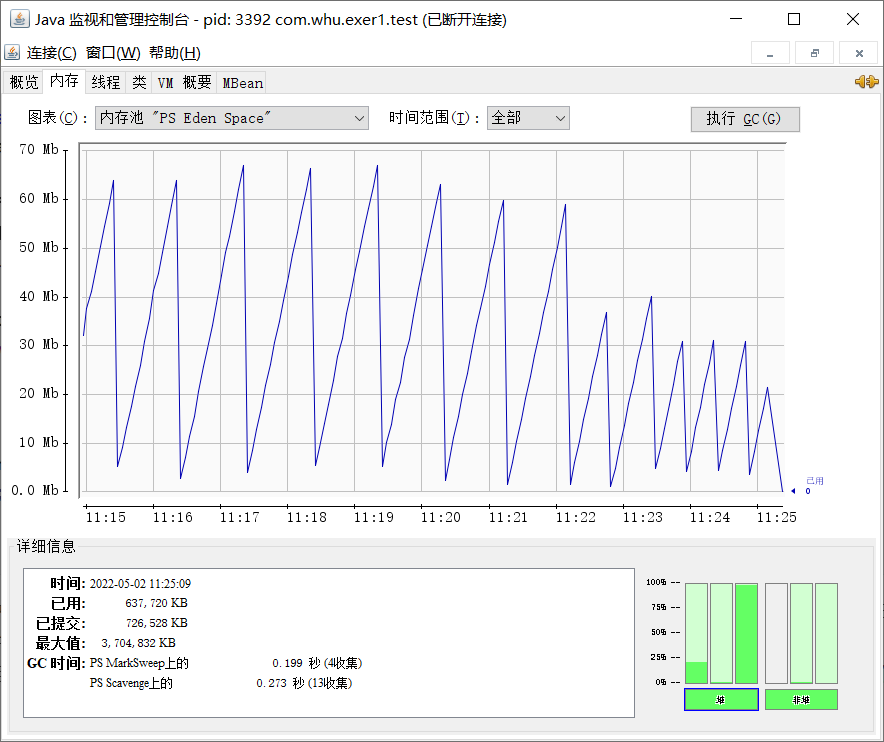 Java 监视和管理控制台 - pid: 3392 com.whu.exer1.test (已断开连接)
连接(C) 窗口(W) 帮助(H)
概览 内存 线程 类 VM 概要 MBean
图表(C): 内存池 "PS Eden Space" 时间范围(T): 全部 执行 GC(G)
70 Mb
60 Mb
50 Mb
40 Mb
30 Mb
20 Mb
10 Mb
0.0 Mb
已用
0
11:15 11:16 11:17 11:18 11:19 11:20 11:21 11:22 11:23 11:24 11:25
详细信息
时间: 2022-05-02 11:25:09
已用: 637,720 KB
已提交: 726,528 KB
最大值: 3,704,832 KB
GC 时间: PS MarkSweep上的 0.199 秒 (4收集)
PS Scavenge上的 0.273 秒 (13收集)
100% --
75% --
50% --
25% --
0% --
堆 非堆